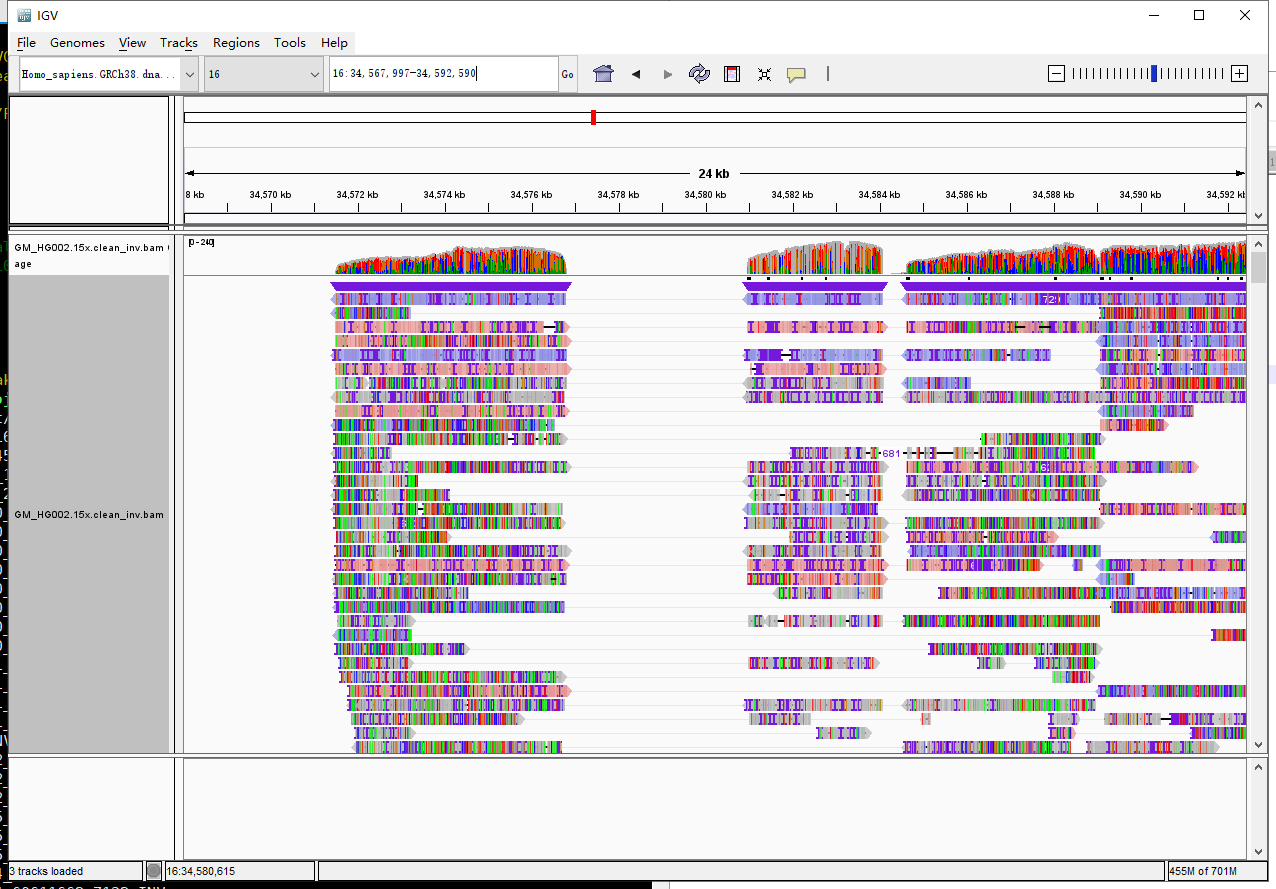 IGV
File Genomes View Tracks Regions Tools Help
Homo_sapiens.GRCh38.dna... 16 16:34,567,997-34,592,590 Go
24 kb
8 kb 34,570 kb 34,572 kb 34,574 kb 34,576 kb 34,578 kb 34,580 kb 34,582 kb 34,584 kb 34,586 kb 34,588 kb 34,590 kb 34,592 kb
GM_HG002.15x.clean_inv.bam
age
[0 - 240]
729
681
GM_HG002.15x.clean_inv.bam
3 tracks loaded 16:34,580,615 455M of 701M